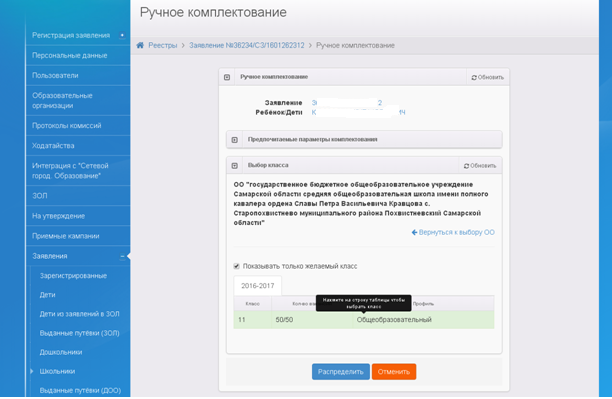 Ручное комплектование
Регистрация заявления
Персональные данные
Пользователи
Образовательные
организации
Протоколы комиссий
Ходатайства
Интеграция с "Сетевой
город. Образование"
ЗОЛ
На утверждение
Приемные кампании
Заявления
Зарегистрированные
Дети
Дети из заявлений в ЗОЛ
Выданные путёвки (ЗОЛ)
Дошкольники
Школьники
Выданные путёвки (ДОО)
Реестры > Заявление №36234/СЗ/1601262312 > Ручное комплектование
Ручное комплектование Обновить
Заявление
Ребенок/Дети
Предпочитаемые параметры комплектования
Выбор класса Обновить
ОО "государственное бюджетное общеобразовательное учреждение
Самарской области средняя общеобразовательная школа имени полного
кавалера ордена Славы Петра Васильевича Кравцова с.
Старопохвистнево муниципального района Похвистневский Самарской
области"
Вернуться к выбору ОО
Показывать только желаемый класс
2016-2017
Нажмите на строку таблицы чтобы
выбрать класс
Класс Профиль
11 50/50 Общеобразовательный
Распределить Отменить